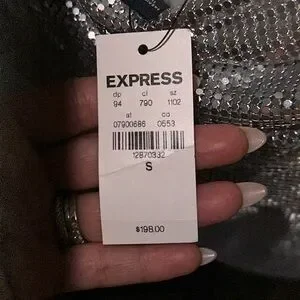 EXPRESS
dp cl sz
94 790 1102
st co
07900686 0553
12870332
S
$198.00